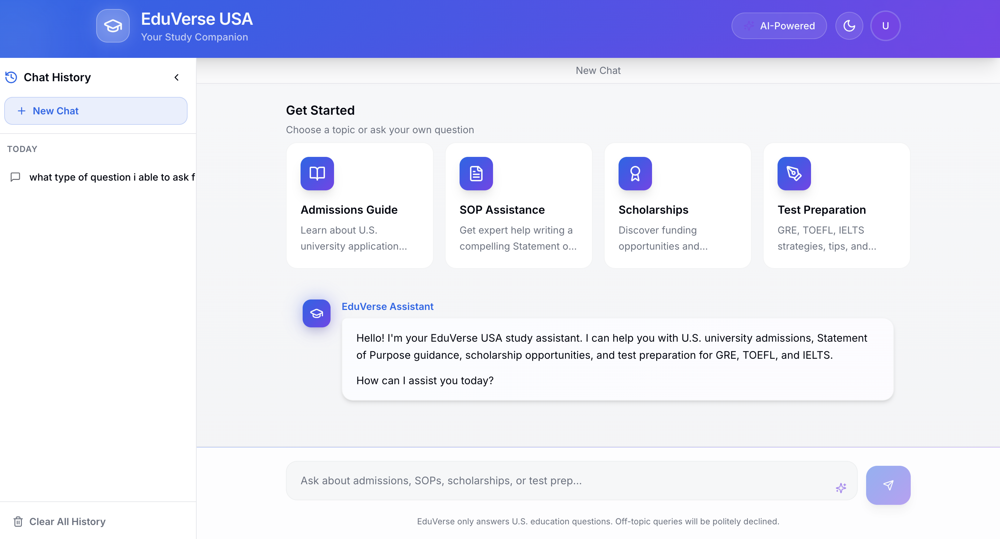 EduVerse USA
Your Study Companion
AI-Powered
U
Chat History
New Chat
TODAY
what type of question i able to ask f
Clear All History
New Chat
Get Started
Choose a topic or ask your own question
Admissions Guide
Learn about U.S.
university application...
SOP Assistance
Get expert help writing a
compelling Statement o...
Scholarships
Discover funding
opportunities and...
Test Preparation
GRE, TOEFL, IELTS
strategies, tips, and...
EduVerse Assistant
Hello! I'm your EduVerse USA study assistant. I can help you with U.S. university admissions, Statement
of Purpose guidance, scholarship opportunities, and test preparation for GRE, TOEFL, and IELTS.
How can I assist you today?
Ask about admissions, SOPs, scholarships, or test prep...
EduVerse only answers U.S. education questions. Off-topic queries will be politely declined.